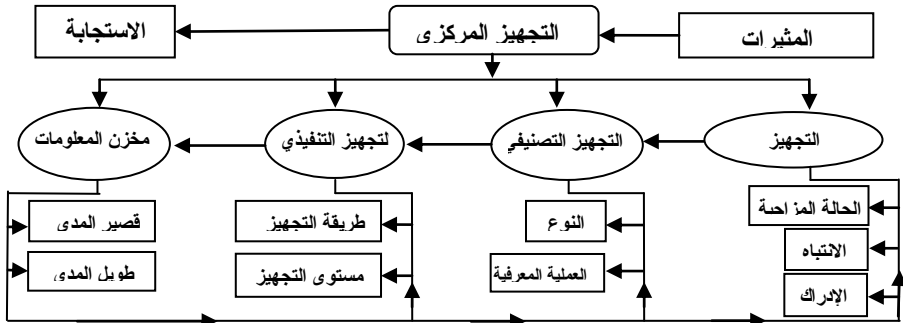 المثيرات
التجهيز المركزي
الاستجابة
التجهيز
التجهيز التصنيفي
لتجهيز التنفيذي
مخزن المعلومات
الحالة المزاجية
الانتباه
الإدراك
النوع
العملية المعرفية
طريقة التجهيز
مستوى التجهيز
قصير المدى
طويل المدى